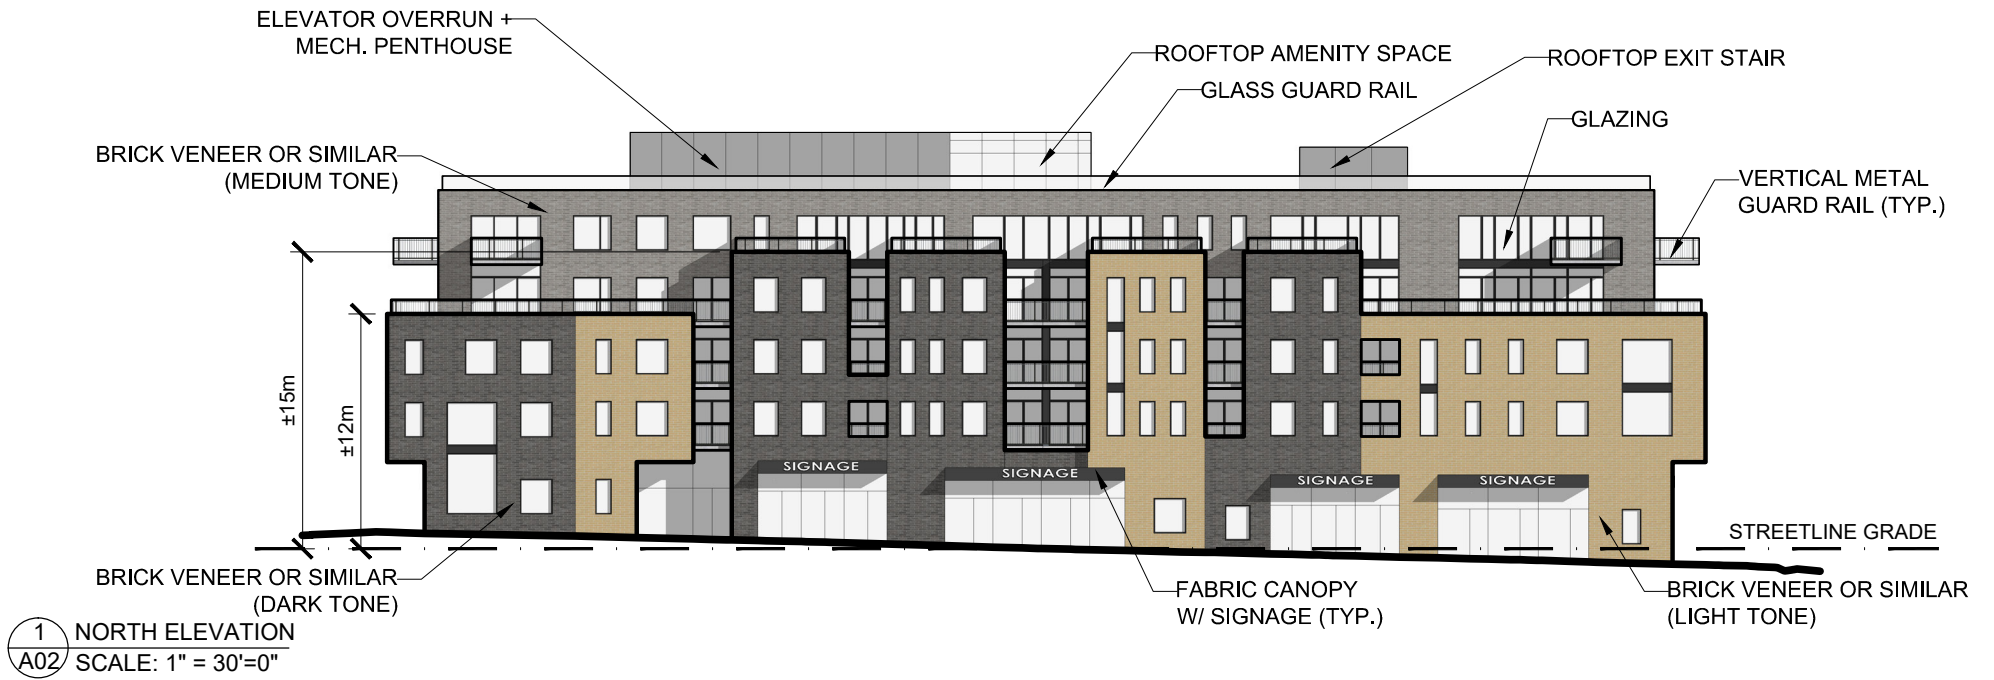 ELEVATOR OVERRUN +
MECH. PENTHOUSE
ROOFTOP AMENITY SPACE
ROOFTOP EXIT STAIR
GLASS GUARD RAIL
GLAZING
BRICK VENEER OR SIMILAR
(MEDIUM TONE)
VERTICAL METAL
GUARD RAIL (TYP.)
±15m
±12m
SIGNAGE
SIGNAGE
SIGNAGE
SIGNAGE
STREETLINE GRADE
BRICK VENEER OR SIMILAR
(DARK TONE)
FABRIC CANOPY
W/ SIGNAGE (TYP.)
BRICK VENEER OR SIMILAR
(LIGHT TONE)
1
A02
NORTH ELEVATION
SCALE: 1" = 30'=0"